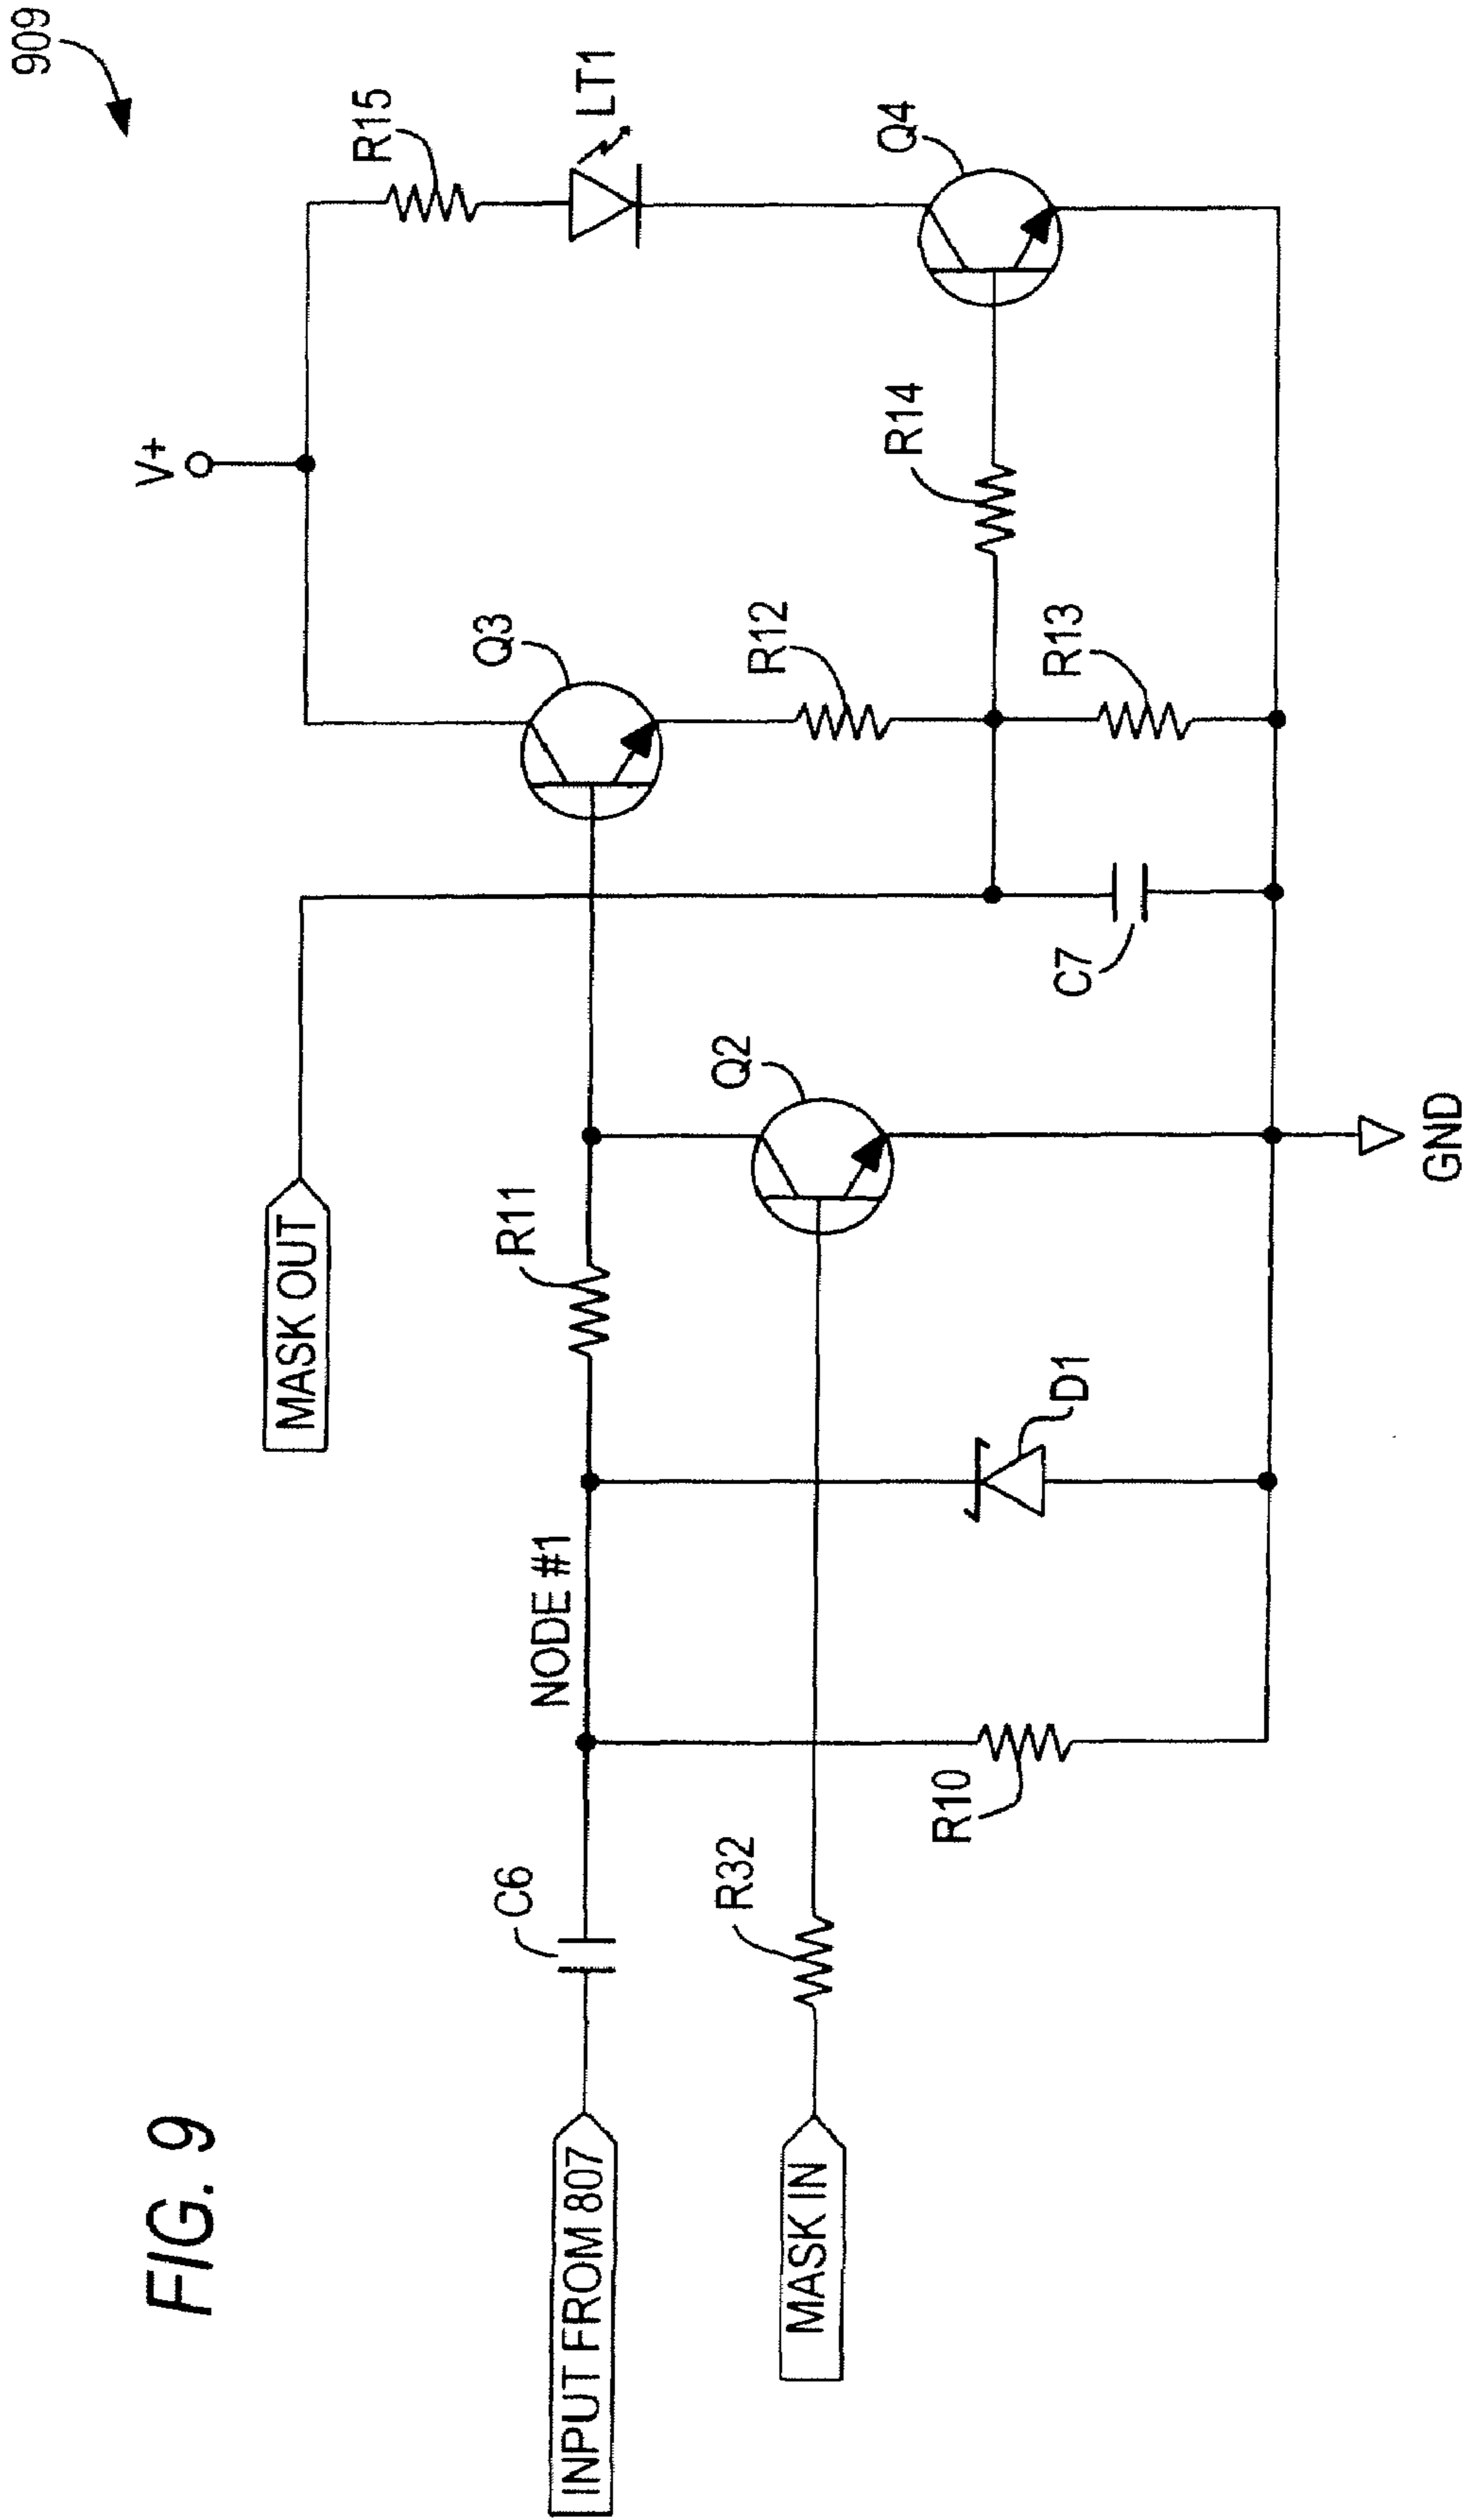 FIG. 9
909
V+
R15
LT1
MASK OUT
Q3
Q4
INPUT FROM 807
C6
NODE #1
R11
R12
R14
MASK IN
R32
Q2
R10
D1
C7
R13
GND